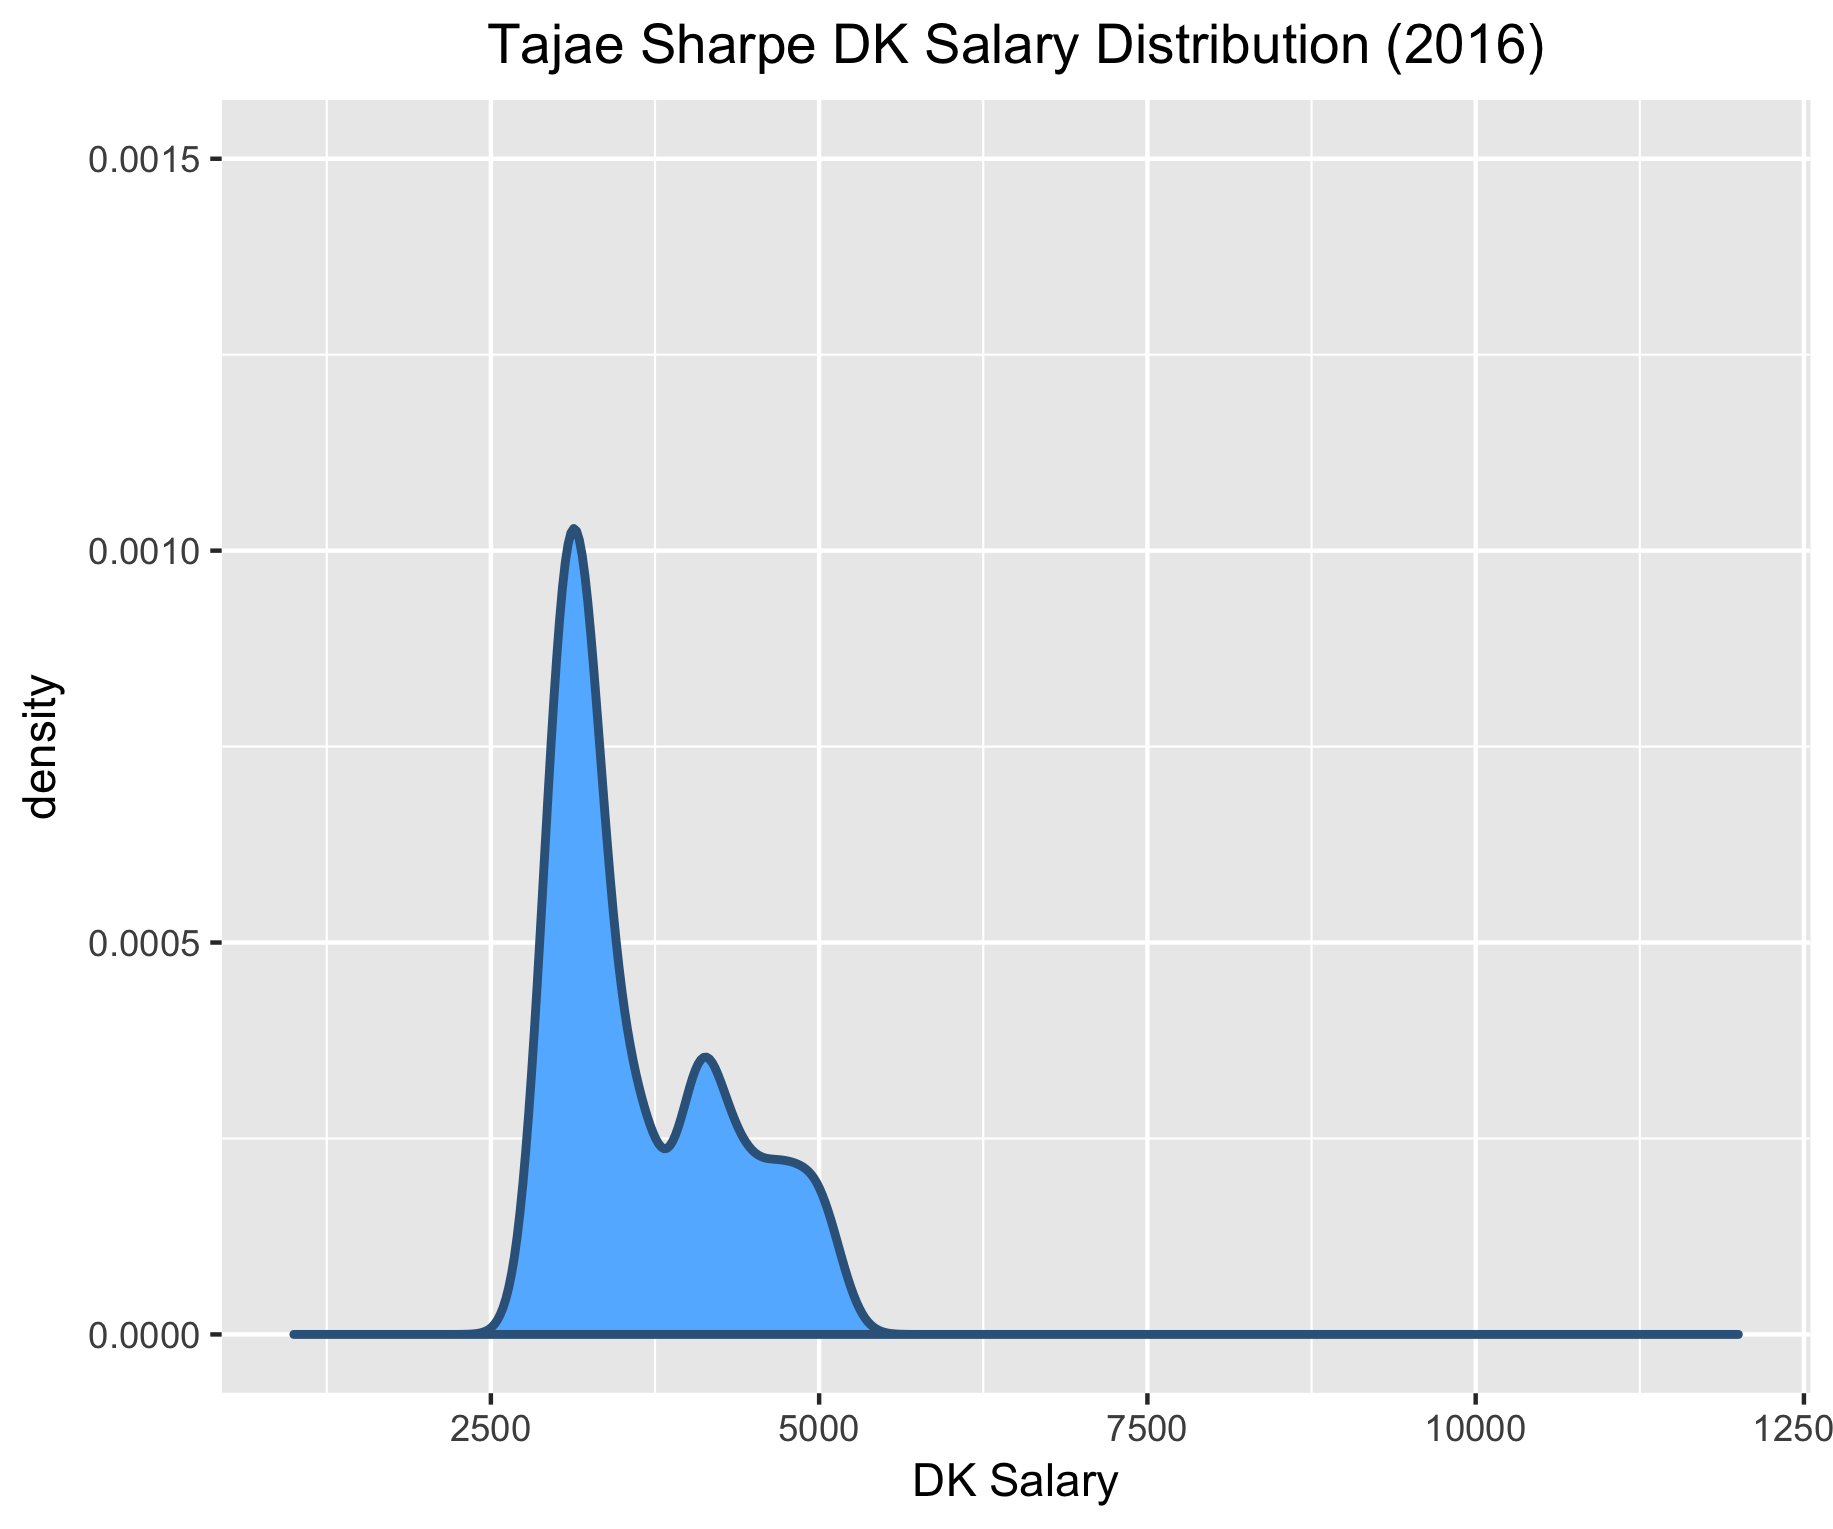 Tajae Sharpe DK Salary Distribution (2016)
0.0015
0.0010
density
0.0005
0.0000
2500 5000 7500 10000 1250
DK Salary